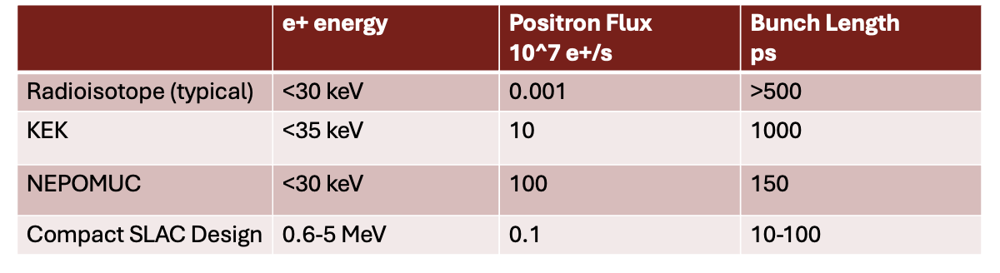 e+ energy
Positron Flux
10^7 e+/s
Bunch Length
ps
Radioisotope (typical) <30 keV 0.001 >500
KEK <35 keV 10 1000
NEPOMUC <30 keV 100 150
Compact SLAC Design 0.6-5 MeV 0.1 10-100